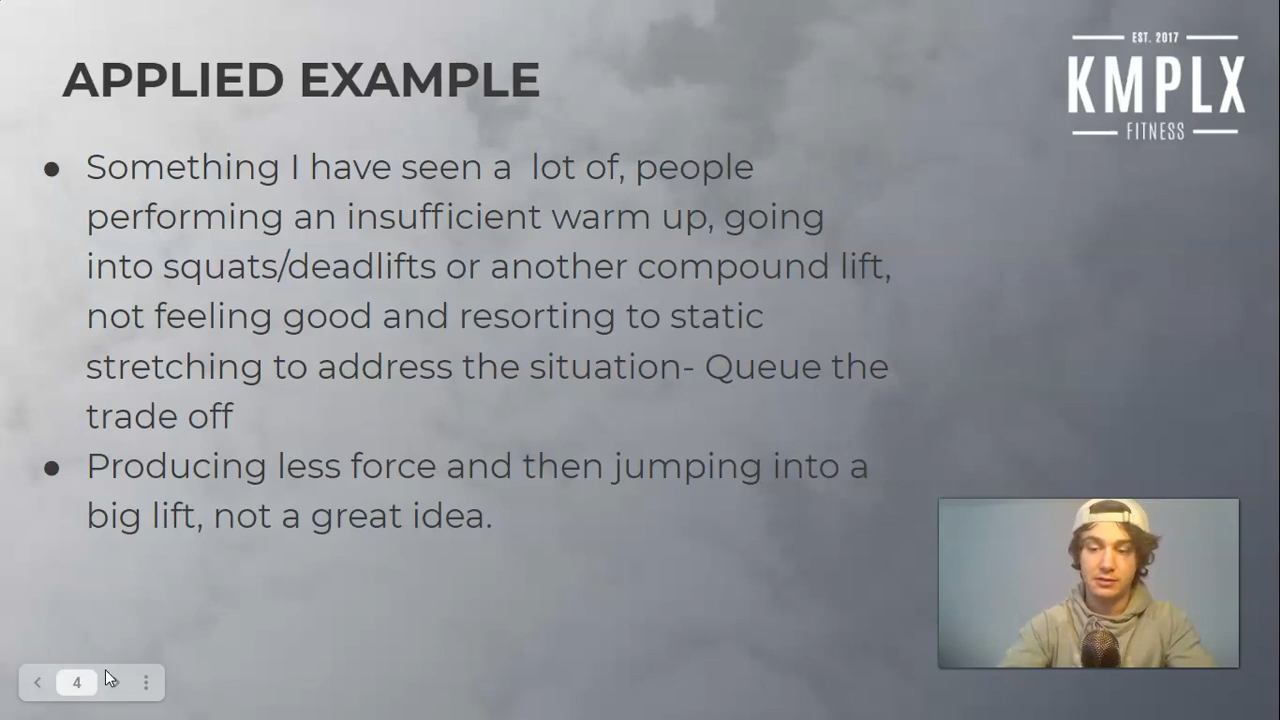 EST. 2017
KMPLX
FITNESS
APPLIED EXAMPLE
● Something I have seen a  lot of, people
performing an insufficient warm up, going
into squats/deadlifts or another compound lift,
not feeling good and resorting to static
stretching to address the situation- Queue the
trade off
● Producing less force and then jumping into a
big lift, not a great idea.
4